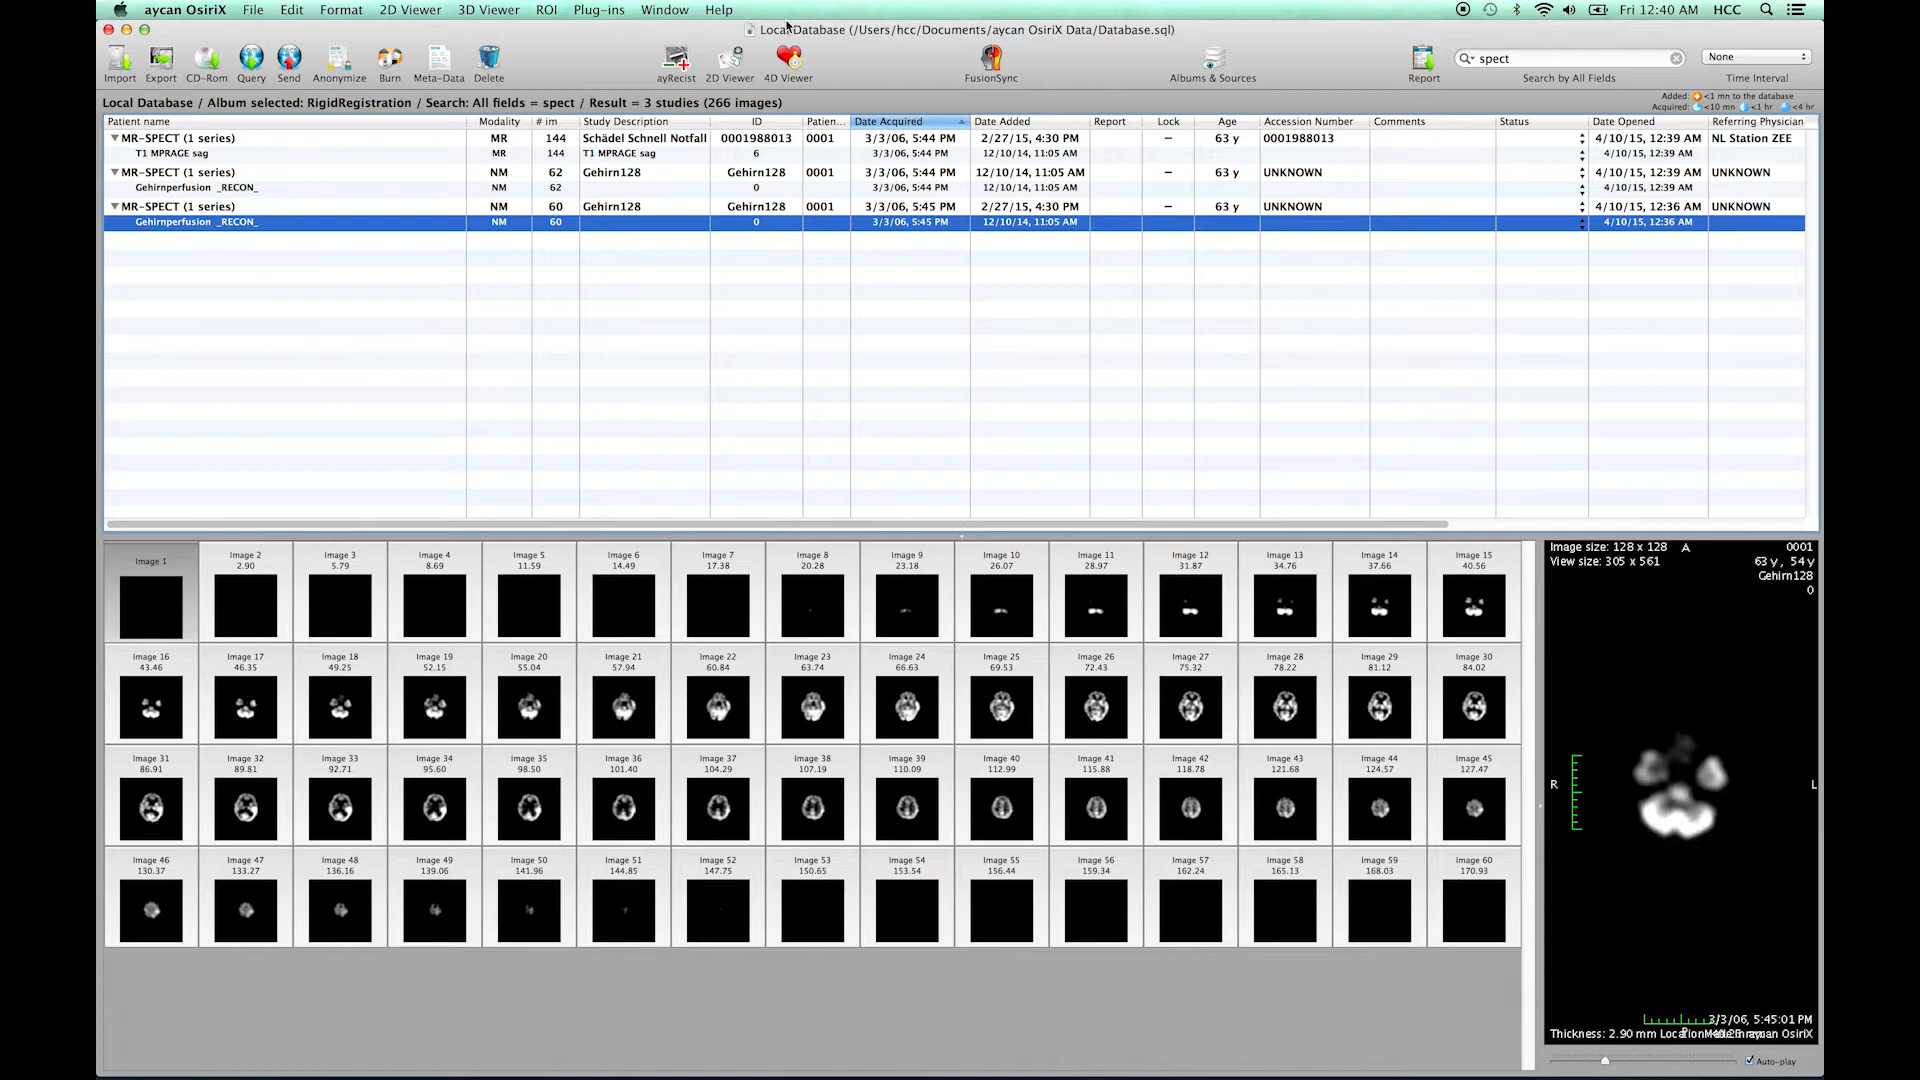 aycan OsiriX File Edit Format 2D Viewer 3D Viewer ROI Plug-ins Window Help Fri 12:40 AM HCC
Local Database (/Users/hcc/Documents/aycan OsiriX Data/Database.sql)
Import Export CD-Rom Query Send Anonymize Burn Meta-Data Delete ayRecist 2D Viewer 4D Viewer FusionSync Albums & Sources Report spect Search by All Fields None Time Interval
Local Database / Album selected: RigidRegistration / Search: All fields = spect / Result = 3 studies (266 images)
Added: <1 mn to the database
Acquired: <10 mn <1 hr <4 hr
Patient name Modality # im Study Description ID Patien... Date Acquired Date Added Report Lock Age Accession Number Comments Status Date Opened Referring Physician
MR-SPECT (1 series) MR 144 Schädel Schnell Notfall 0001988013 0001 3/3/06, 5:44 PM 2/27/15, 4:30 PM – 63 y 0001988013 4/10/15, 12:39 AM NL Station ZEE
T1 MPRAGE sag MR 144 T1 MPRAGE sag 6 3/3/06, 5:44 PM 12/10/14, 11:05 AM 4/10/15, 12:39 AM
MR-SPECT (1 series) NM 62 Gehirn128 Gehirn128 0001 3/3/06, 5:44 PM 12/10/14, 11:05 AM – 63 y UNKNOWN 4/10/15, 12:39 AM UNKNOWN
Gehirnperfusion _RECON_ NM 62 0 3/3/06, 5:44 PM 12/10/14, 11:05 AM 4/10/15, 12:39 AM
MR-SPECT (1 series) NM 60 Gehirn128 Gehirn128 0001 3/3/06, 5:45 PM 2/27/15, 4:30 PM – 63 y UNKNOWN 4/10/15, 12:36 AM UNKNOWN
Gehirnperfusion _RECON_ NM 60 0 3/3/06, 5:45 PM 12/10/14, 11:05 AM 4/10/15, 12:36 AM
Image 1 Image 2 Image 3 Image 4 Image 5 Image 6 Image 7 Image 8 Image 9 Image 10 Image 11 Image 12 Image 13 Image 14 Image 15
2.90 5.79 8.69 11.59 14.49 17.38 20.28 23.18 26.07 28.97 31.87 34.76 37.66 40.56
Image 16 Image 17 Image 18 Image 19 Image 20 Image 21 Image 22 Image 23 Image 24 Image 25 Image 26 Image 27 Image 28 Image 29 Image 30
43.46 46.35 49.25 52.15 55.04 57.94 60.84 63.74 66.63 69.53 72.43 75.32 78.22 81.12 84.02
Image 31 Image 32 Image 33 Image 34 Image 35 Image 36 Image 37 Image 38 Image 39 Image 40 Image 41 Image 42 Image 43 Image 44 Image 45
86.91 89.81 92.71 95.60 98.50 101.40 104.29 107.19 110.09 112.99 115.88 118.78 121.68 124.57 127.47
Image 46 Image 47 Image 48 Image 49 Image 50 Image 51 Image 52 Image 53 Image 54 Image 55 Image 56 Image 57 Image 58 Image 59 Image 60
130.37 133.27 136.16 139.06 141.96 144.85 147.75 150.65 153.54 156.44 159.34 162.24 165.13 168.03 170.93
Image size: 128 x 128 A 0001
View size: 305 x 561 63 y, 54 y
Gehirn128
0
R L
3/3/06, 5:45:01 PM
Thickness: 2.90 mm aycan OsiriX
Auto-play